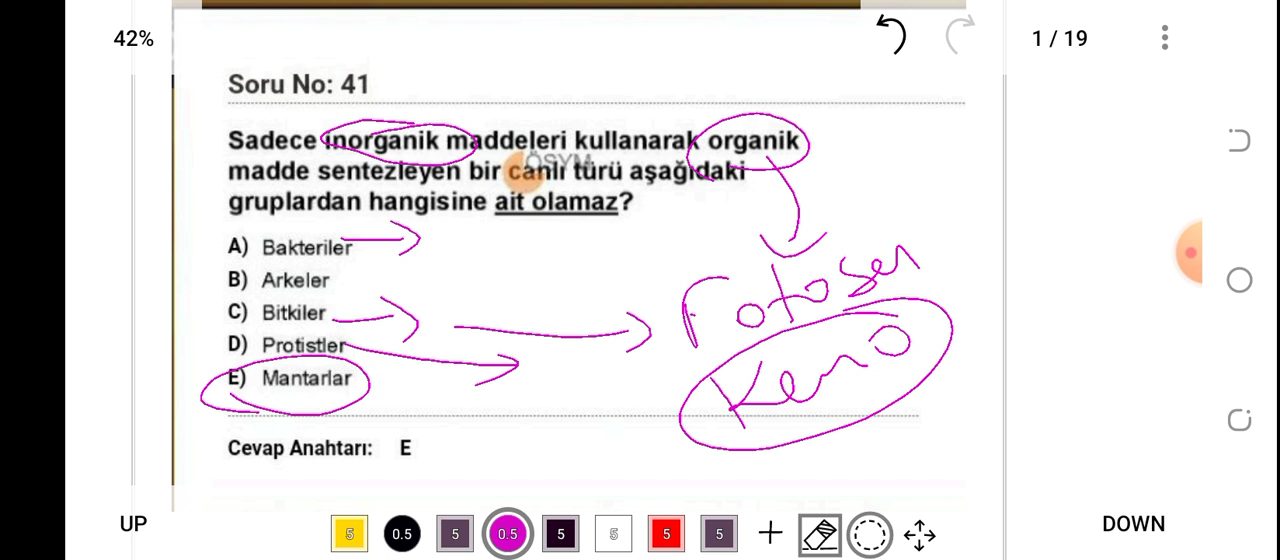 42%
1 / 19
Soru No: 41
Sadece inorganik maddeleri kullanarak organik
ÖSYM
madde sentezleyen bir canlı türü aşağıdaki
gruplardan hangisine ait olamaz?
A) Bakteriler
B) Arkeler
C) Bitkiler
D) Protistler
E) Mantarlar
Fotosen
Kemo
Cevap Anahtarı: E
UP
5 0.5 5 0.5 5 5 5 5
DOWN